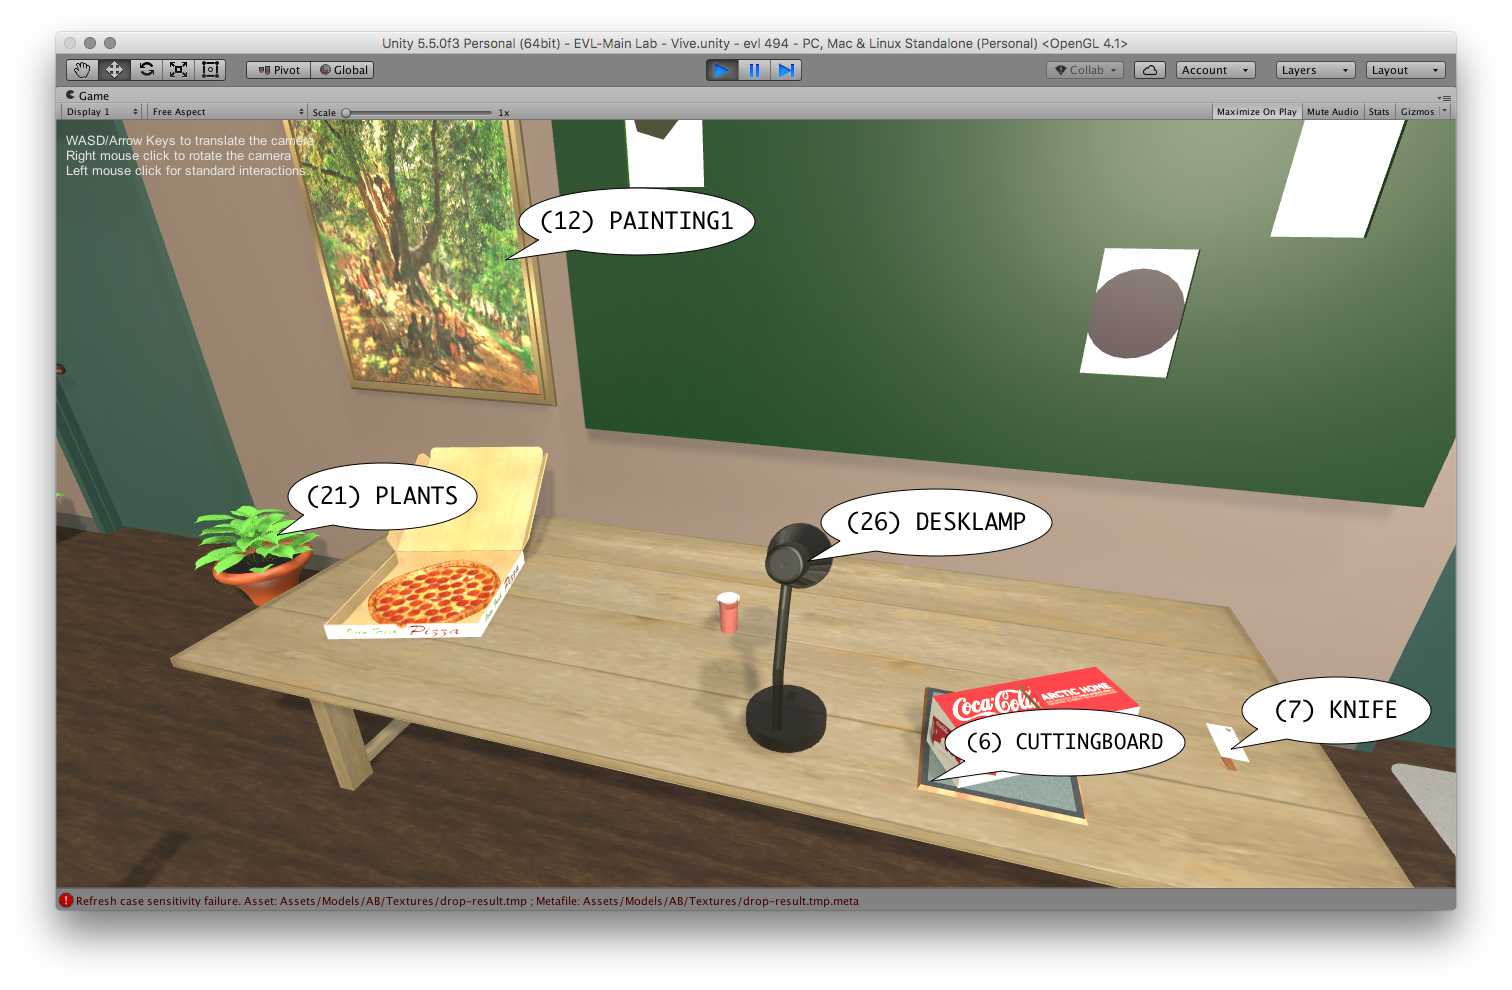 Unity 5.5.0f3 Personal (64bit) - EVL-Main Lab - Vive.unity - evl 494 - PC, Mac & Linux Standalone (Personal) <OpenGL 4.1>
Pivot Global Collab Account Layers Layout
Game
Display 1 Free Aspect Scale 1x Maximize On Play Mute Audio Stats Gizmos
WASD/Arrow Keys to translate the camera
Right mouse click to rotate the camera
Left mouse click for standard interactions.
(12) PAINTING1
(21) PLANTS
(26) DESKLAMP
Pizza
Pizza
Coca-Cola ARCTIC HOME
(7) KNIFE
(6) CUTTINGBOARD
Refresh case sensitivity failure. Asset: Assets/Models/AB/Textures/drop-result.tmp ; Metafile: Assets/Models/AB/Textures/drop-result.tmp.meta